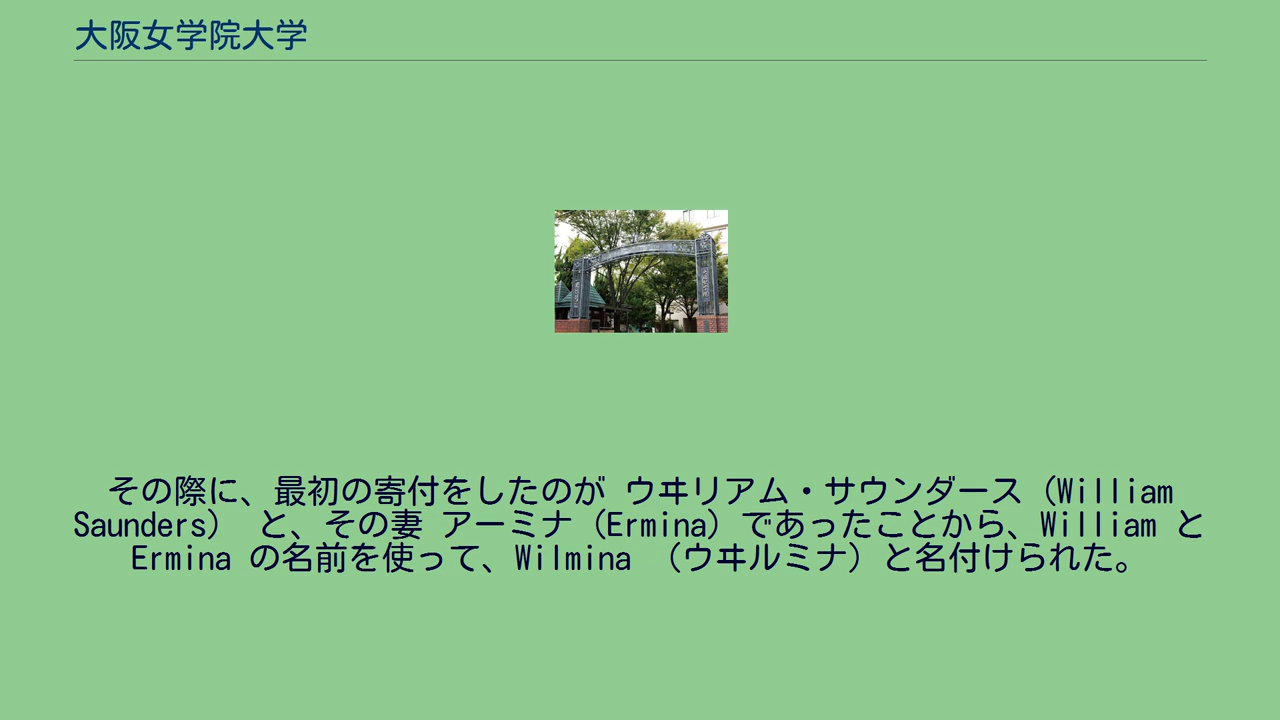 大阪女学院大学
その際に、最初の寄付をしたのが ウヰリアム・サウンダース（William
Saunders） と、その妻 アーミナ（Ermina）であったことから、William と
Ermina の名前を使って、Wilmina （ウヰルミナ）と名付けられた。